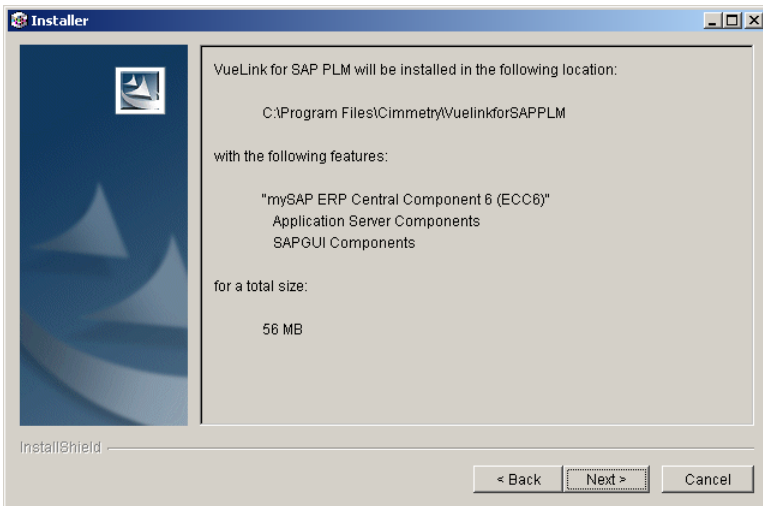 Installer
VueLink for SAP PLM will be installed in the following location:
C:\Program Files\Cimmetry\VuelinkforSAPPLM
with the following features:
"mySAP ERP Central Component 6 (ECC6)"
Application Server Components
SAPGUI Components
for a total size:
56 MB
InstallShield
< Back
Next >
Cancel